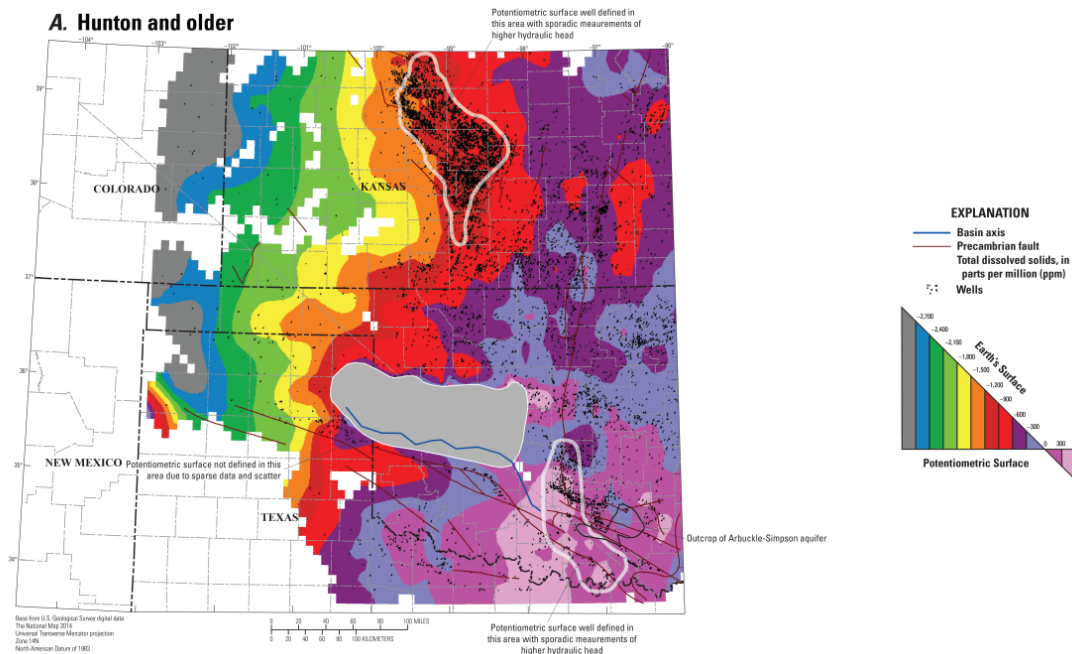 A. Hunton and older
Potentiometric surface well defined in
this area with sporadic meaurements of
higher hydraulic head
−104°
−103°
−102°
−101°
−100°
−99°
−98°
−97°
−96°
39°
38°
37°
36°
35°
34°
COLORADO
KANSAS
NEW MEXICO
TEXAS
Potentiometric surface not defined in this
area due to sparse data and scatter
Outcrop of Arbuckle-Simpson aquifer
Potentiometric surface well defined in
this area with sporadic meaurements of
higher hydraulic head
Base from U.S. Geological Survey digital data
The National Map 2014
Universal Transverse Mercator projection
Zone 14N
North American Datum of 1983
0 20 40 60 80 100 MILES
0 20 40 60 80 100 KILOMETERS
EXPLANATION
Basin axis
Precambrian fault
Total dissolved solids, in
parts per million (ppm)
Wells
−2,700
−2,400
−2,100
−1,800
−1,500
−1,200
−900
−600
−300
0
300
Earth's Surface
Potentiometric Surface